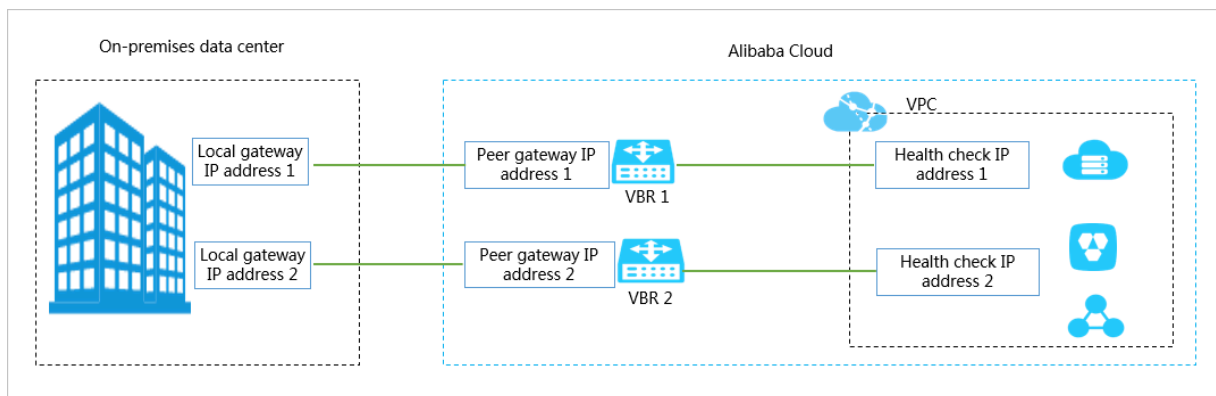 On-premises data center
Alibaba Cloud
VPC
Local gateway
IP address 1
Peer gateway IP
address 1
VBR 1
Health check IP
address 1
Local gateway
IP address 2
Peer gateway IP
address 2
VBR 2
Health check IP
address 2